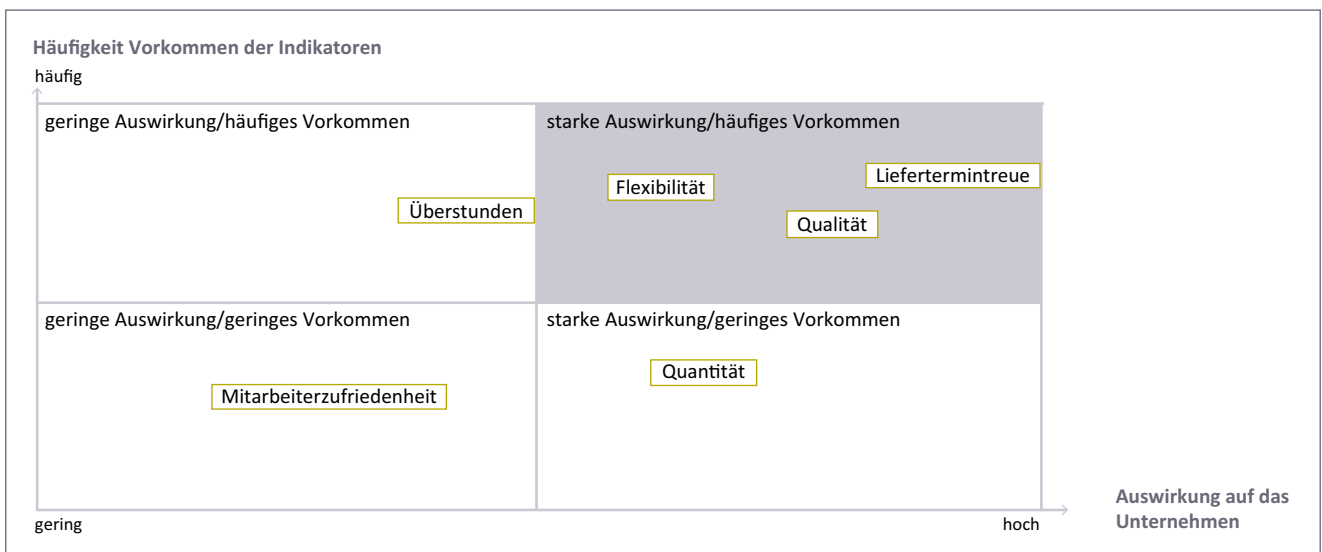 Häufigkeit Vorkommen der Indikatoren
häufig
geringe Auswirkung/häufiges Vorkommen
starke Auswirkung/häufiges Vorkommen
Liefertermintreue
Flexibilität
Überstunden
Qualität
geringe Auswirkung/geringes Vorkommen
starke Auswirkung/geringes Vorkommen
Quantität
Mitarbeiterzufriedenheit
gering
hoch
Auswirkung auf das
Unternehmen